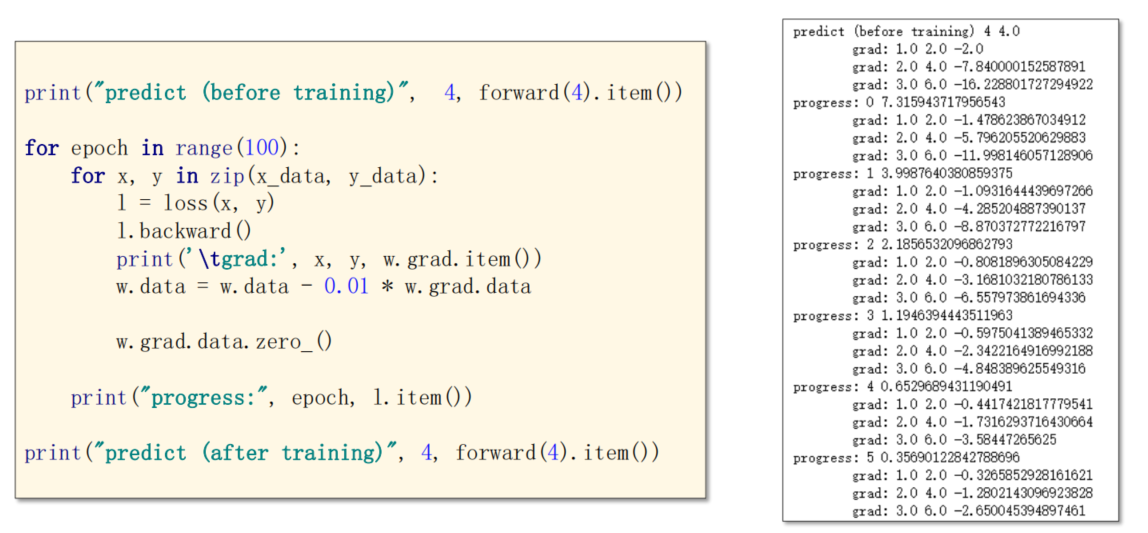 print("predict (before training)", 4, forward(4).item())
for epoch in range(100):
    for x, y in zip(x_data, y_data):
        l = loss(x, y)
        l.backward()
        print('\tgrad:', x, y, w.grad.item())
        w.data = w.data - 0.01 * w.grad.data
        w.grad.data.zero_()
    print("progress:", epoch, l.item())
print("predict (after training)", 4, forward(4).item())
predict (before training) 4 4.0
        grad: 1.0 2.0 -2.0
        grad: 2.0 4.0 -7.840000152587891
        grad: 3.0 6.0 -16.228801727294922
progress: 0 7.315943717956543
        grad: 1.0 2.0 -1.478623867034912
        grad: 2.0 4.0 -5.796205520629883
        grad: 3.0 6.0 -11.998146057128906
progress: 1 3.9987640380859375
        grad: 1.0 2.0 -1.0931644439697266
        grad: 2.0 4.0 -4.285204887390137
        grad: 3.0 6.0 -8.870372772216797
progress: 2 2.1856532096862793
        grad: 1.0 2.0 -0.8081896305084229
        grad: 2.0 4.0 -3.1681032180786133
        grad: 3.0 6.0 -6.557973861694336
progress: 3 1.1946394443511963
        grad: 1.0 2.0 -0.5975041389465332
        grad: 2.0 4.0 -2.3422164916992188
        grad: 3.0 6.0 -4.848389625549316
progress: 4 0.6529689431190491
        grad: 1.0 2.0 -0.4417421817779541
        grad: 2.0 4.0 -1.7316293716430664
        grad: 3.0 6.0 -3.58447265625
progress: 5 0.35690122842788696
        grad: 1.0 2.0 -0.3265852928161621
        grad: 2.0 4.0 -1.2802143096923828
        grad: 3.0 6.0 -2.650045394897461